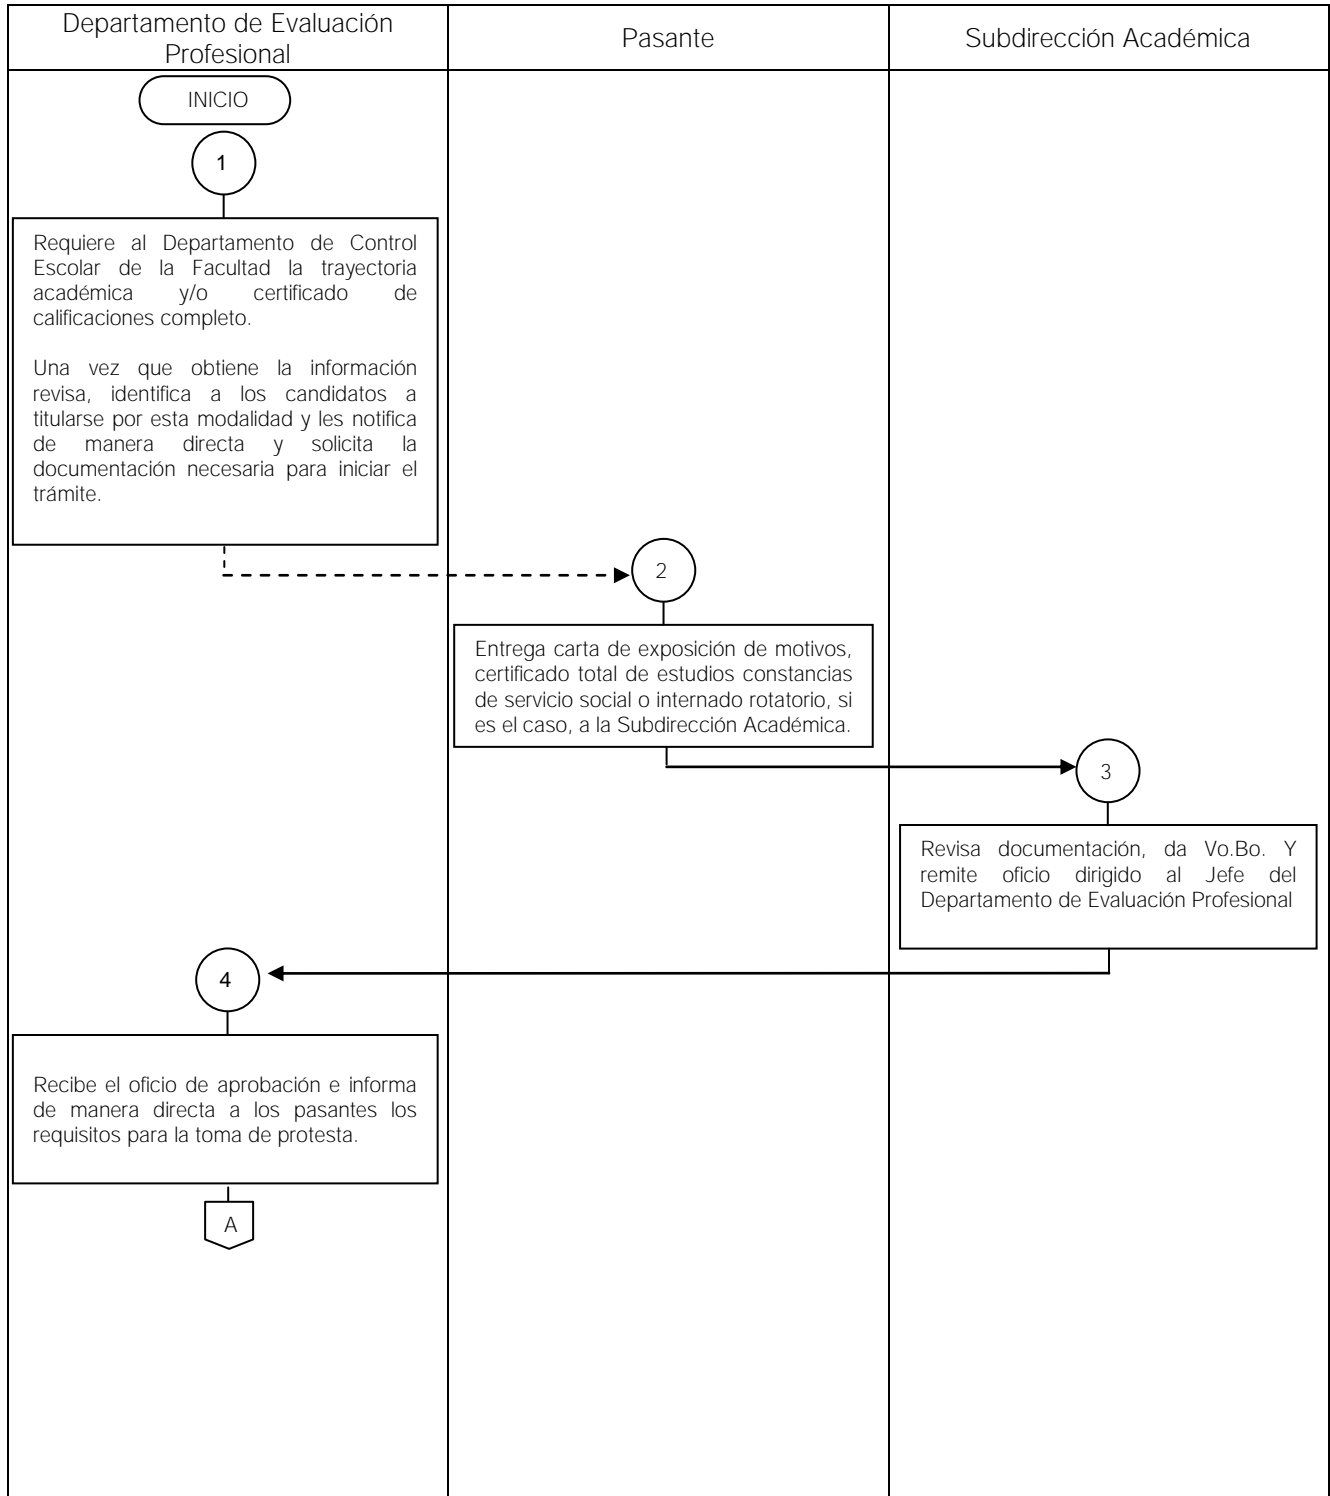 Departamento de Evaluación
Profesional
Pasante
Subdirección Académica
INICIO
1
Requiere al Departamento de Control
Escolar de la Facultad la trayectoria
académica y/o certificado de
calificaciones completo.
Una vez que obtiene la información
revisa, identifica a los candidatos a
titularse por esta modalidad y les notifica
de manera directa y solicita la
documentación necesaria para iniciar el
trámite.
2
Entrega carta de exposición de motivos,
certificado total de estudios constancias
de servicio social o internado rotatorio, si
es el caso, a la Subdirección Académica.
3
Revisa documentación, da Vo.Bo. Y
remite oficio dirigido al Jefe del
Departamento de Evaluación Profesional
4
Recibe el oficio de aprobación e informa
de manera directa a los pasantes los
requisitos para la toma de protesta.
A